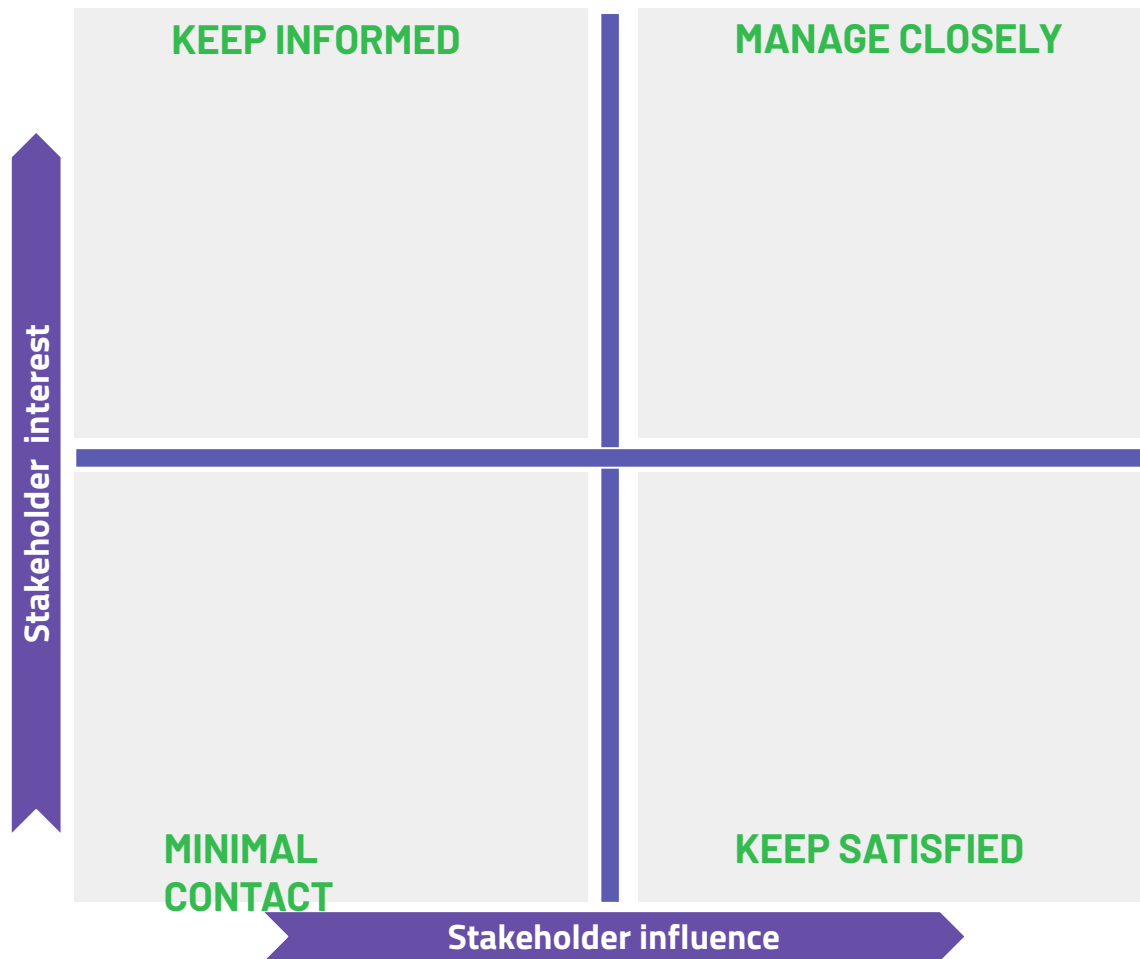 KEEP INFORMED
MANAGE CLOSELY
Stakeholder interest
MINIMAL
CONTACT
KEEP SATISFIED
Stakeholder influence